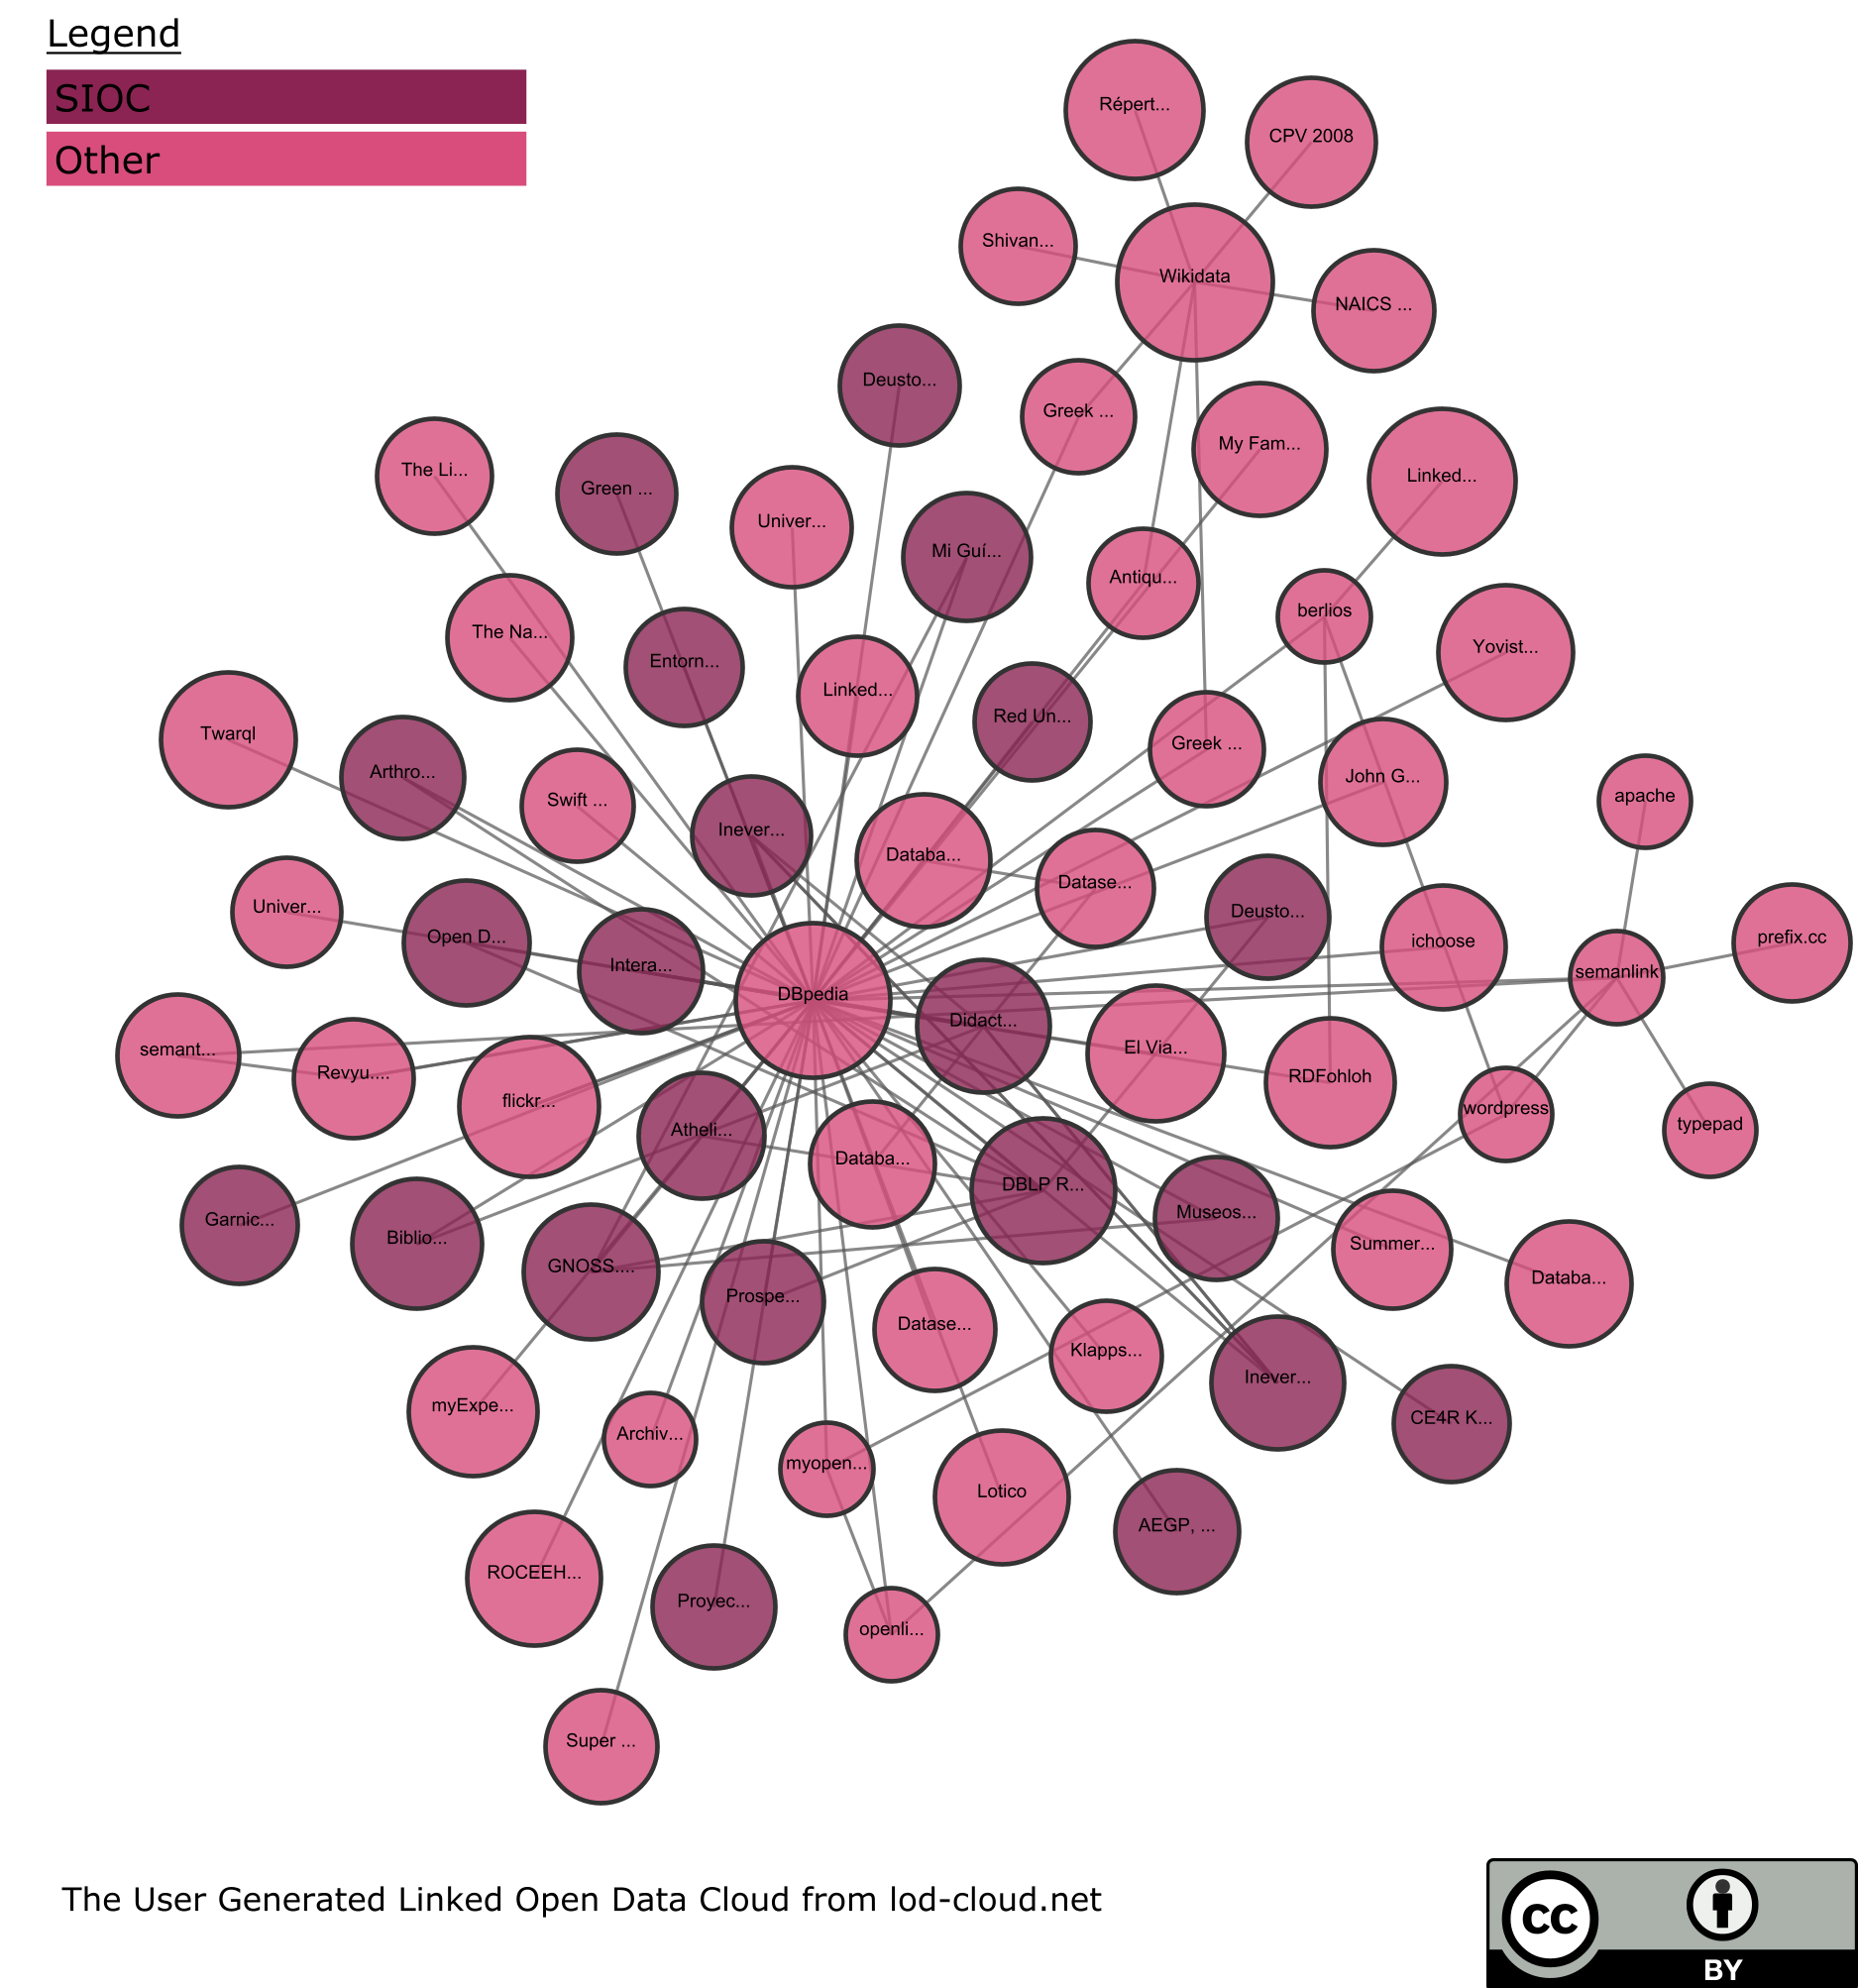 Legend
SIOC
Other
Répert...
CPV 2008
Shivan...
Wikidata
NAICS ...
Deusto...
Greek ...
My Fam...
The Li...
Linked...
Green ...
Univer...
Mi Guí...
Antiqu...
berlios
The Na...
Yovist...
Entorn...
Linked...
Red Un...
Twarql
Greek ...
Arthro...
John G...
Swift ...
apache
Inever...
Databa...
Datase...
Univer...
Deusto...
Open D...
ichoose
prefix.cc
Intera...
semanlink
DBpedia
Didact...
semant...
El Via...
Revyu....
RDFohloh
flickr...
wordpress
typepad
Atheli...
Databa...
DBLP R...
Garnic...
Museos...
Biblio...
Summer...
GNOSS....
Databa...
Prospe...
Datase...
Klapps...
Inever...
myExpe...
CE4R K...
Archiv...
myopen...
Lotico
AEGP, ...
ROCEEH...
Proyec...
openli...
Super ...
The User Generated Linked Open Data Cloud from lod-cloud.net
cc
BY